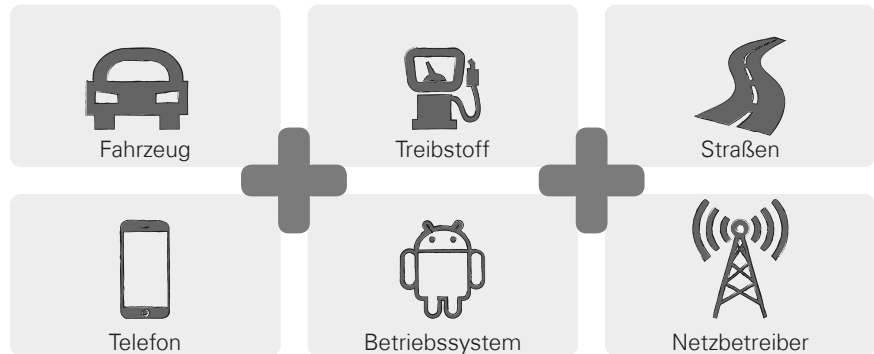 Fahrzeug
Treibstoff
Straßen
Telefon
Betriebssystem
Netzbetreiber